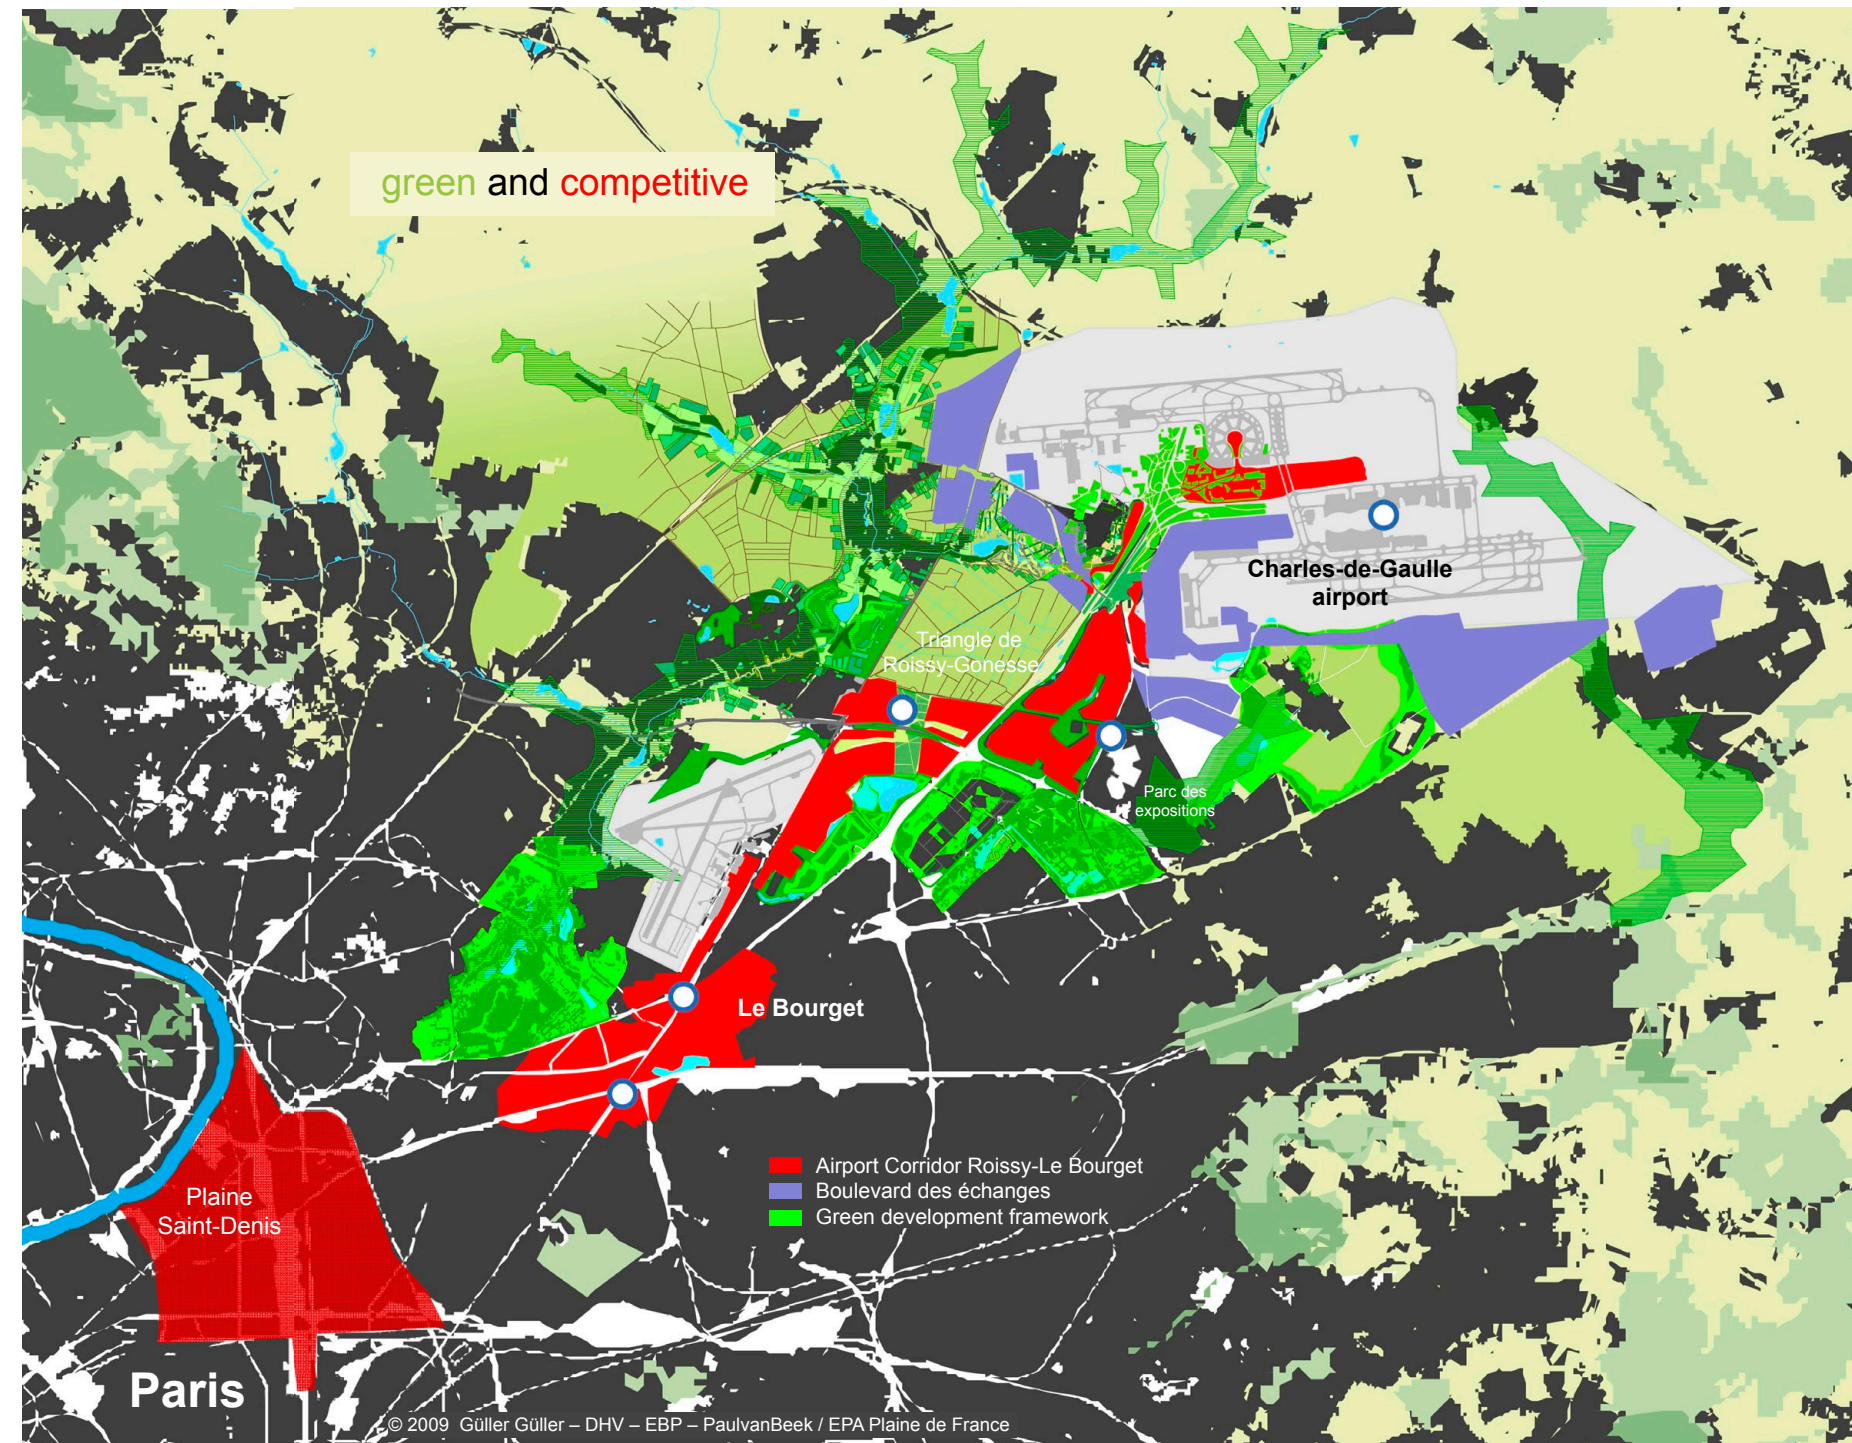 green and competitive
Charles-de-Gaulle
airport
Triangle de
Roissy-Gonesse
Parc des
expositions
Le Bourget
Airport Corridor Roissy-Le Bourget
Boulevard des échanges
Green development framework
Plaine
Saint-Denis
Paris
© 2009 Güller Güller – DHV – EBP – PaulvanBeek / EPA Plaine de France